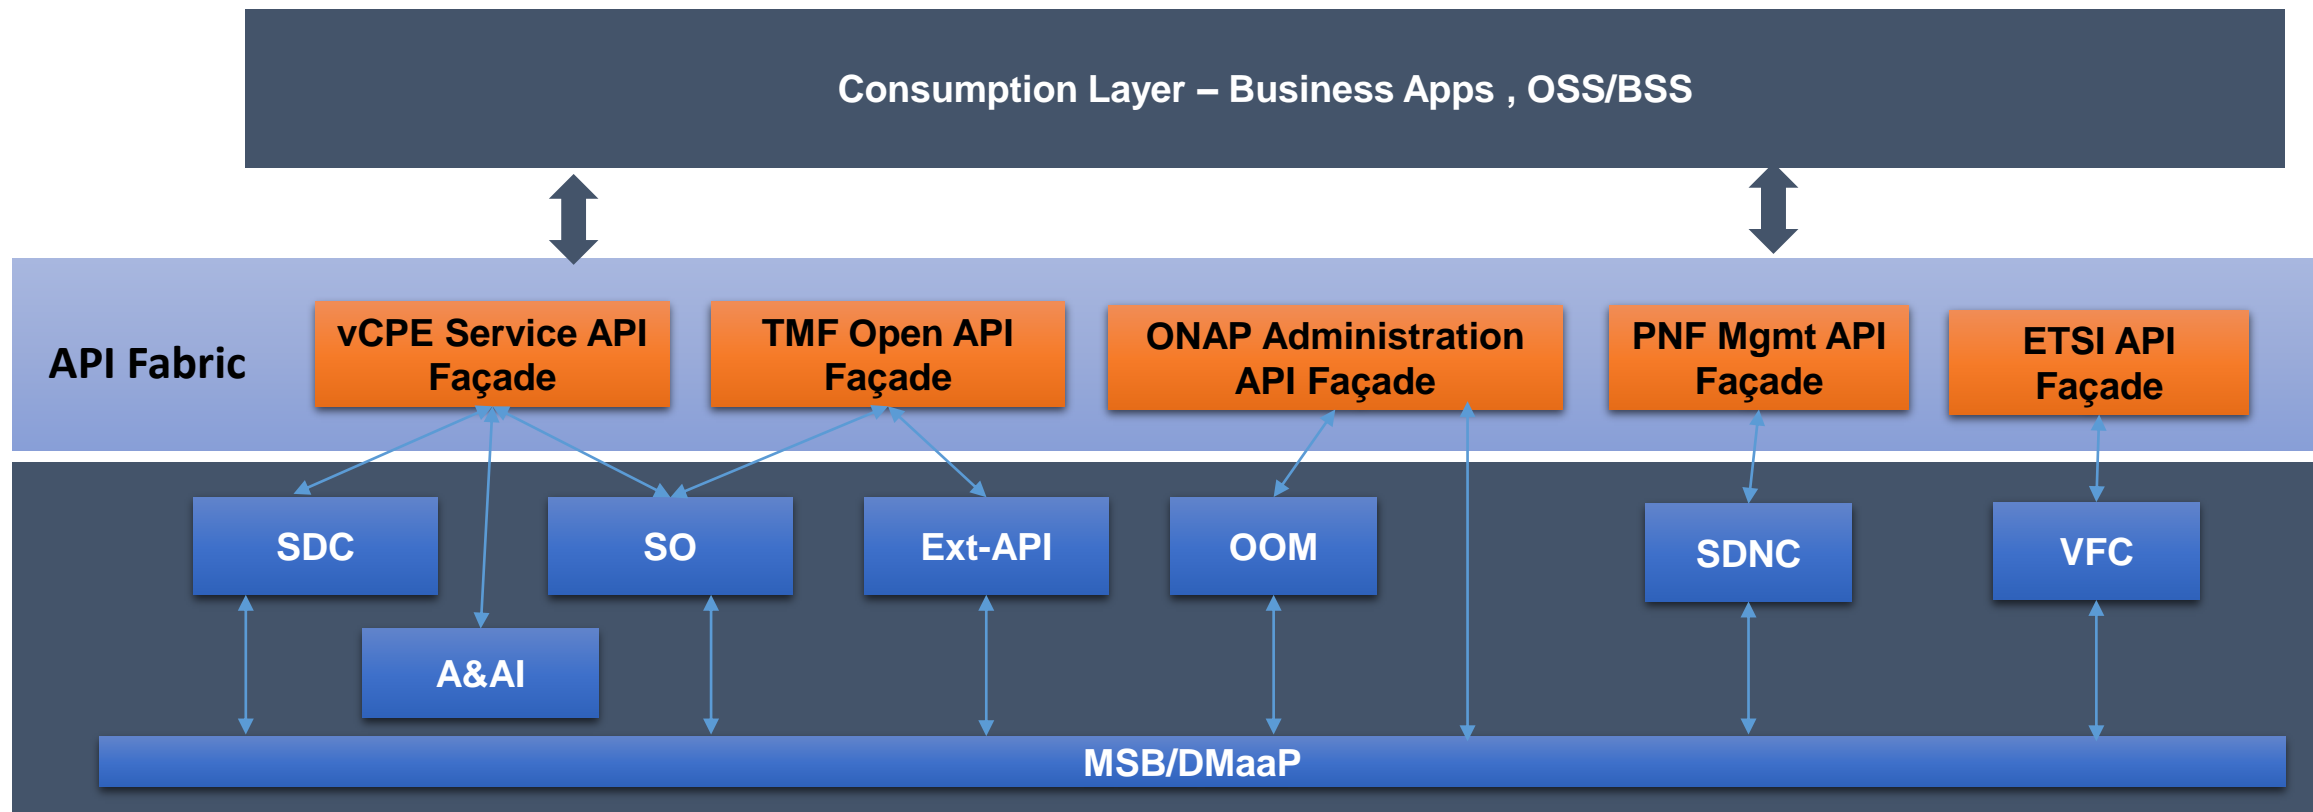 Consumption Layer – Business Apps , OSS/BSS
API Fabric
vCPE Service API
Façade
TMF Open API
Façade
ONAP Administration
API Façade
PNF Mgmt API
Façade
ETSI API
Façade
SDC
SO
Ext-API
OOM
SDNC
VFC
A&AI
MSB/DMaaP